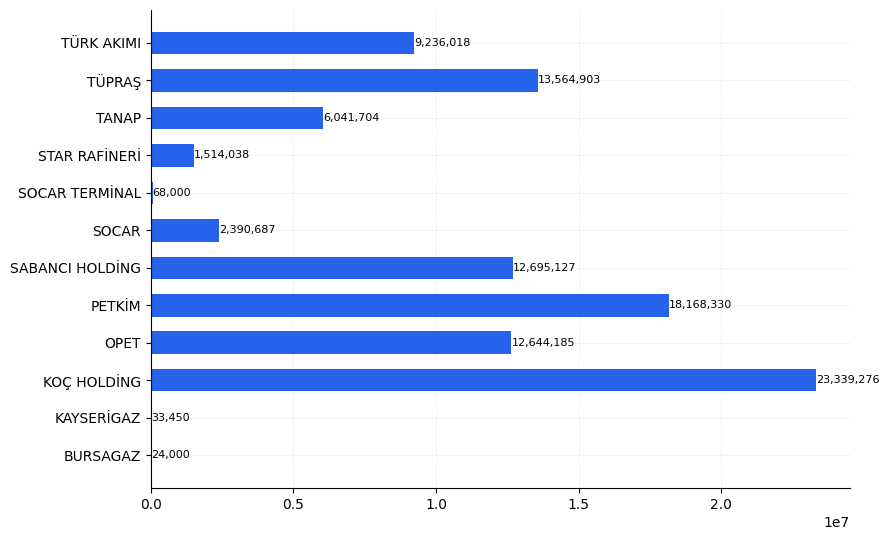 TÜRK AKIMI 9,236,018
TÜPRAŞ 13,564,903
TANAP 6,041,704
STAR RAFİNERİ 1,514,038
SOCAR TERMİNAL 68,000
SOCAR 2,390,687
SABANCI HOLDİNG 12,695,127
PETKİM 18,168,330
OPET 12,644,185
KOÇ HOLDİNG 23,339,276
KAYSERİGAZ 33,450
BURSAGAZ 24,000
0.0 0.5 1.0 1.5 2.0
1e7